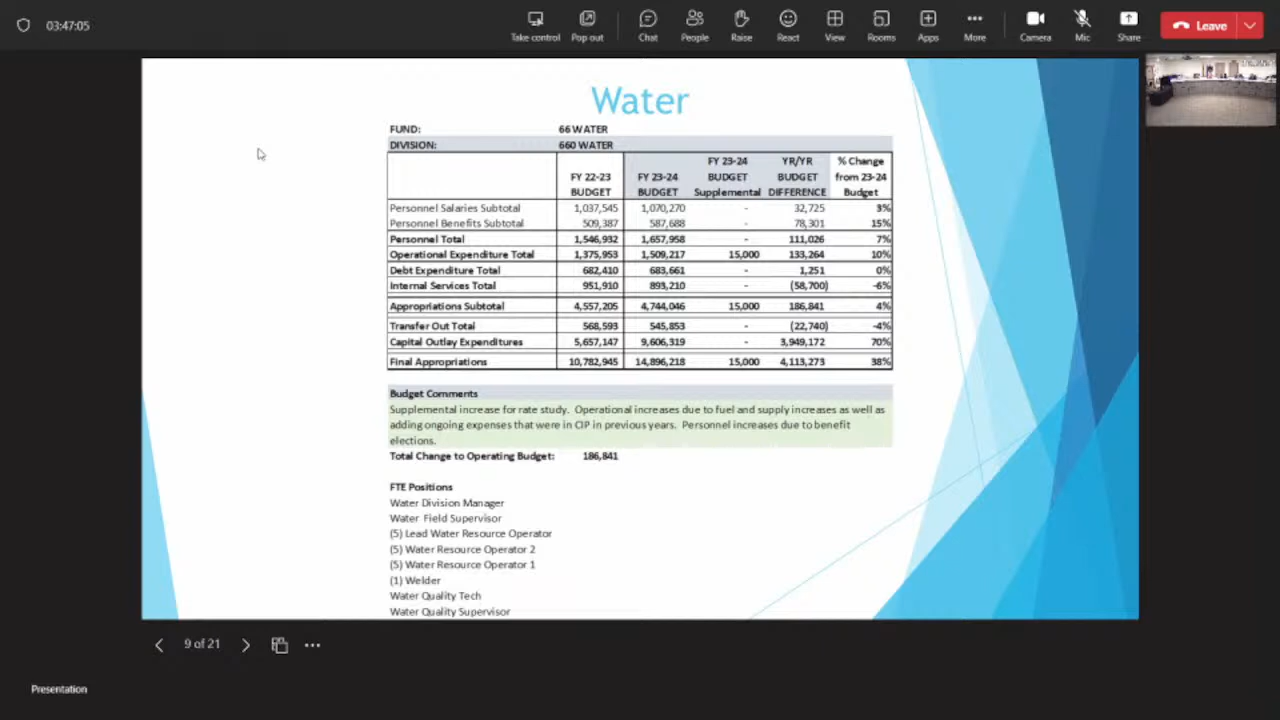 03:47:05
Take control Pop out Chat People Raise React View Rooms Apps More Camera Mic Share Leave
Water
FUND: 66 WATER
DIVISION: 660 WATER
FY 23-24 YR/YR % Change
FY 22-23 FY 23-24 BUDGET BUDGET from 23-24
BUDGET BUDGET Supplemental DIFFERENCE Budget
Personnel Salaries Subtotal 1,037,545 1,070,270 - 32,725 3%
Personnel Benefits Subtotal 509,387 587,688 - 78,301 15%
Personnel Total 1,546,932 1,657,958 - 111,026 7%
Operational Expenditure Total 1,375,953 1,509,217 15,000 133,264 10%
Debt Expenditure Total 682,410 683,661 - 1,251 0%
Internal Services Total 951,910 893,210 - (58,700) -6%
Appropriations Subtotal 4,557,205 4,744,046 15,000 186,841 4%
Transfer Out Total 568,593 545,853 - (22,740) -4%
Capital Outlay Expenditures 5,657,147 9,606,319 - 3,949,172 70%
Final Appropriations 10,782,945 14,896,218 15,000 4,113,273 38%
Budget Comments
Supplemental increase for rate study. Operational increases due to fuel and supply increases as well as
adding ongoing expenses that were in CIP in previous years. Personnel increases due to benefit
elections.
Total Change to Operating Budget: 186,841
FTE Positions
Water Division Manager
Water Field Supervisor
(5) Lead Water Resource Operator
(5) Water Resource Operator 2
(5) Water Resource Operator 1
(1) Welder
Water Quality Tech
Water Quality Supervisor
9 of 21
Presentation